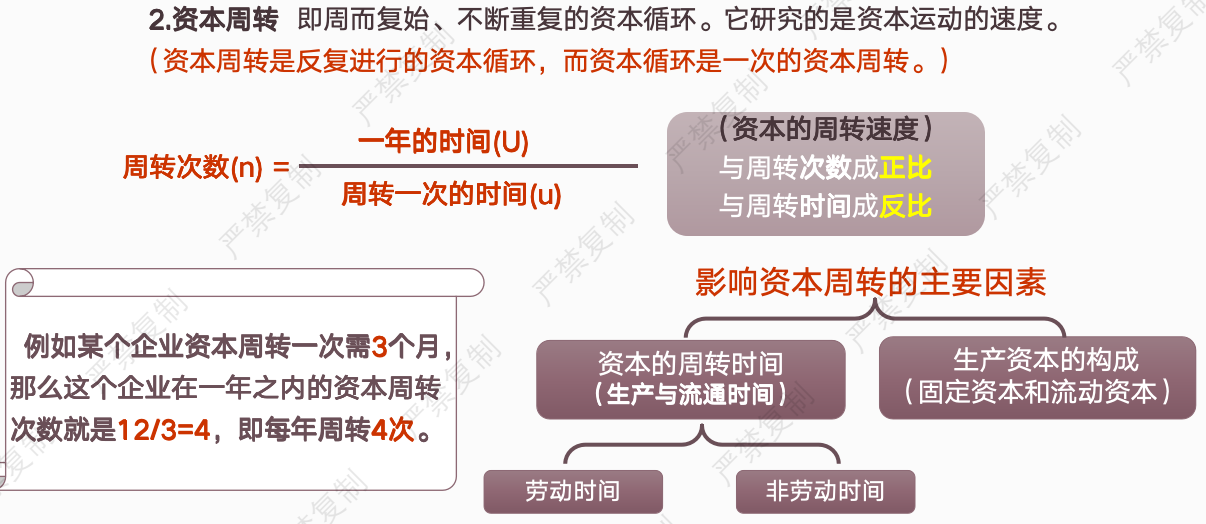 2.资本周转 即周而复始、不断重复的资本循环。它研究的是资本运动的速度。
（资本周转是反复进行的资本循环，而资本循环是一次的资本周转。）
周转次数(n) =
一年的时间(U)
周转一次的时间(u)
（资本的周转速度）
与周转次数成正比
与周转时间成反比
例如某个企业资本周转一次需3个月，
那么这个企业在一年之内的资本周转
次数就是12/3=4，即每年周转4次。
影响资本周转的主要因素
资本的周转时间
（生产与流通时间）
生产资本的构成
（固定资本和流动资本）
劳动时间
非劳动时间
严禁复制
严禁复制
严禁复制
严禁复制
严禁复制
严禁复制
严禁复制
严禁复制
严禁复制
严禁复制
严禁复制